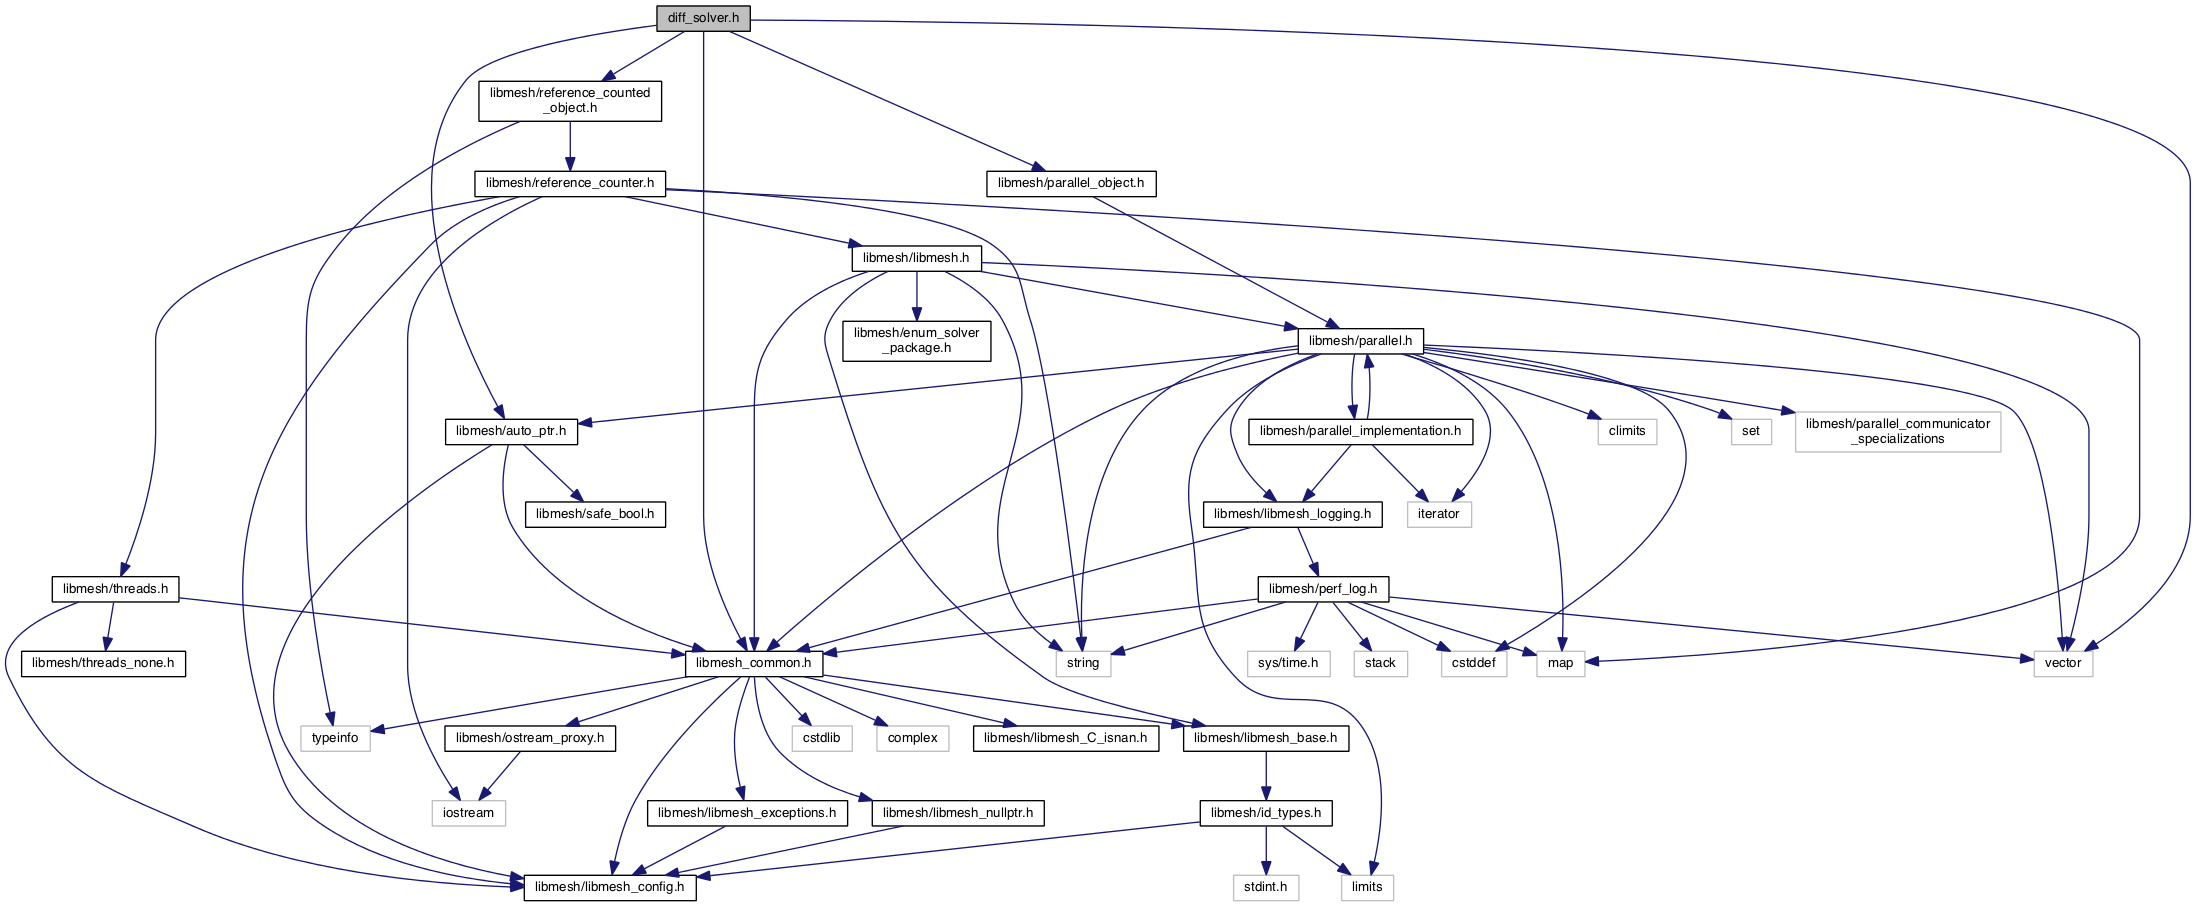 diff_solver.h
libmesh/reference_counted
_object.h
libmesh/reference_counter.h
libmesh/parallel_object.h
libmesh/libmesh.h
libmesh/enum_solver
_package.h
libmesh/parallel.h
libmesh/auto_ptr.h
libmesh/parallel_implementation.h
climits
set
libmesh/parallel_communicator
_specializations
libmesh/safe_bool.h
libmesh/libmesh_logging.h
iterator
libmesh/threads.h
libmesh/perf_log.h
libmesh/threads_none.h
libmesh_common.h
string
sys/time.h
stack
cstddef
map
vector
typeinfo
libmesh/ostream_proxy.h
cstdlib
complex
libmesh/libmesh_C_isnan.h
libmesh/libmesh_base.h
iostream
libmesh/libmesh_exceptions.h
libmesh/libmesh_nullptr.h
libmesh/id_types.h
libmesh/libmesh_config.h
stdint.h
limits